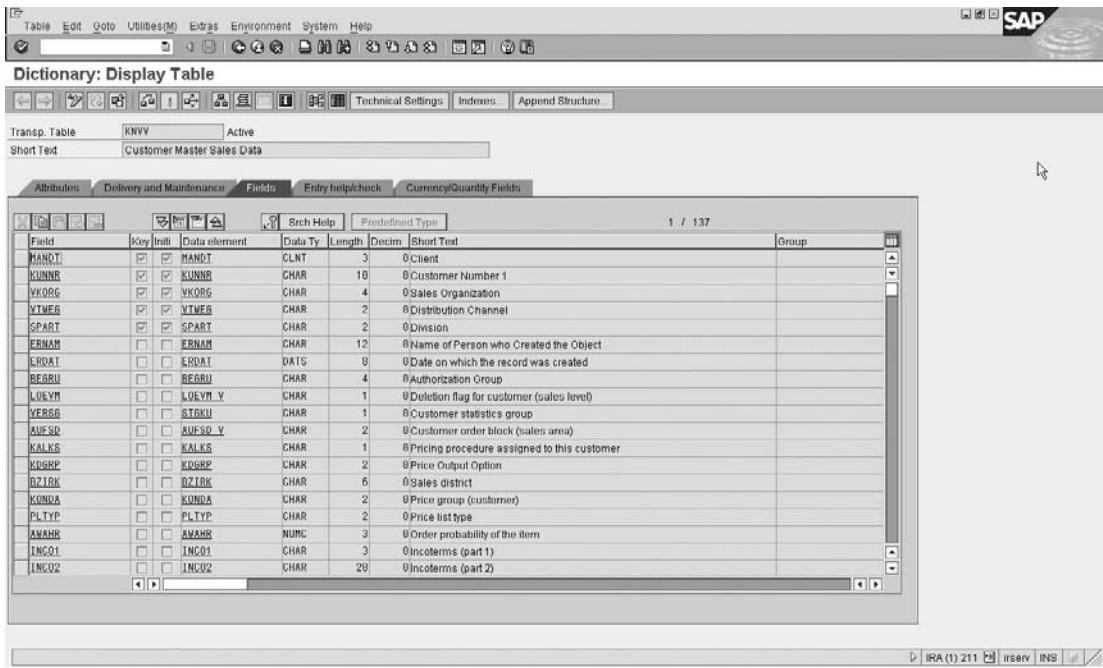 Table Edit Goto Utilities(M) Extras Environment System Help
SAP
Dictionary: Display Table
Technical Settings Indexes... Append Structure...
Transp. Table KNVV Active
Short Text Customer Master Sales Data
Attributes Delivery and Maintenance Fields Entry help/check Currency/Quantity Fields
Srch Help Predefined Type 1 / 137
Field Key Initi Data element Data Ty Length Decim Short Text Group
MANDT MANDT CLNT 3 0 Client
KUNNR KUNNR CHAR 10 0 Customer Number 1
VKORG VKORG CHAR 4 0 Sales Organization
VTWEG VTWEG CHAR 2 0 Distribution Channel
SPART SPART CHAR 2 0 Division
ERNAM ERNAM CHAR 12 0 Name of Person who Created the Object
ERDAT ERDAT DATS 8 0 Date on which the record was created
BEGRU BEGRU CHAR 4 0 Authorization Group
LOEVM LOEVM_V CHAR 1 0 Deletion flag for customer (sales level)
VERSG STGKU CHAR 1 0 Customer statistics group
AUFSD AUFSD_V CHAR 2 0 Customer order block (sales area)
KALKS KALKS CHAR 1 0 Pricing procedure assigned to this customer
KDGRP KDGRP CHAR 2 0 Price Output Option
BZIRK BZIRK CHAR 6 0 Sales district
KONDA KONDA CHAR 2 0 Price group (customer)
PLTYP PLTYP CHAR 2 0 Price list type
AWAHR AWAHR NUMC 3 0 Order probability of the item
INCO1 INCO1 CHAR 3 0 Incoterms (part 1)
INCO2 INCO2 CHAR 28 0 Incoterms (part 2)
IRA (1) 211 irserv INS